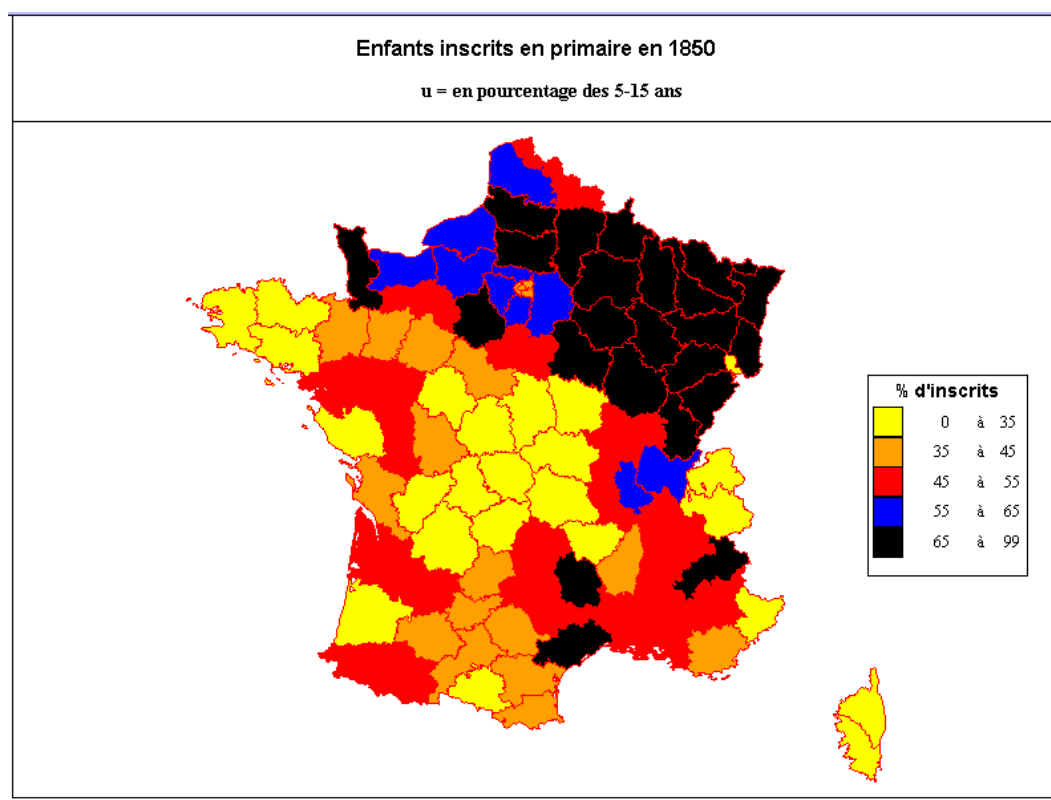 Enfants inscrits en primaire en 1850
u = en pourcentage des 5-15 ans
% d'inscrits
0 à 35
35 à 45
45 à 55
55 à 65
65 à 99